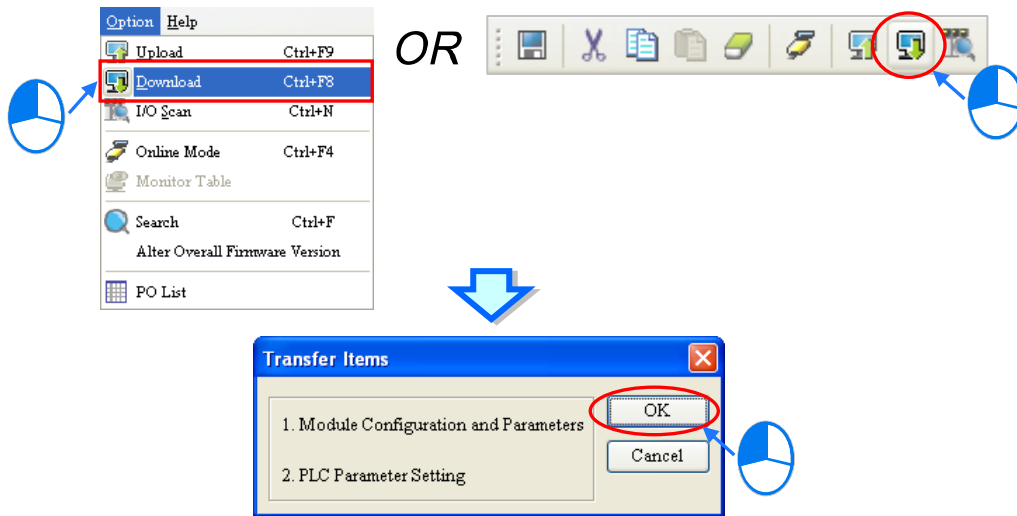 Option Help
Upload Ctrl+F9
Download Ctrl+F8
I/O Scan Ctrl+N
Online Mode Ctrl+F4
Monitor Table
Search Ctrl+F
Alter Overall Firmware Version
PO List
OR
Transfer Items
1. Module Configuration and Parameters
OK
Cancel
2. PLC Parameter Setting